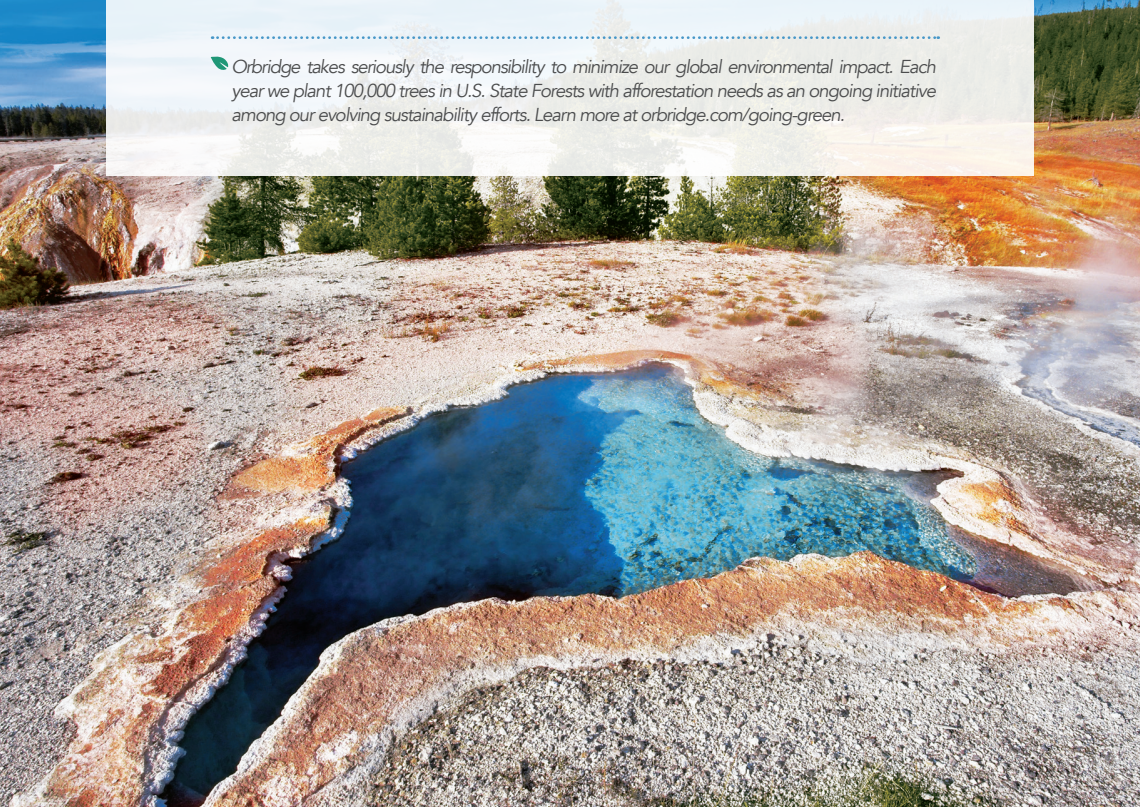 Orbridge takes seriously the responsibility to minimize our global environmental impact. Each
year we plant 100,000 trees in U.S. State Forests with afforestation needs as an ongoing initiative
among our evolving sustainability efforts. Learn more at orbridge.com/going-green.